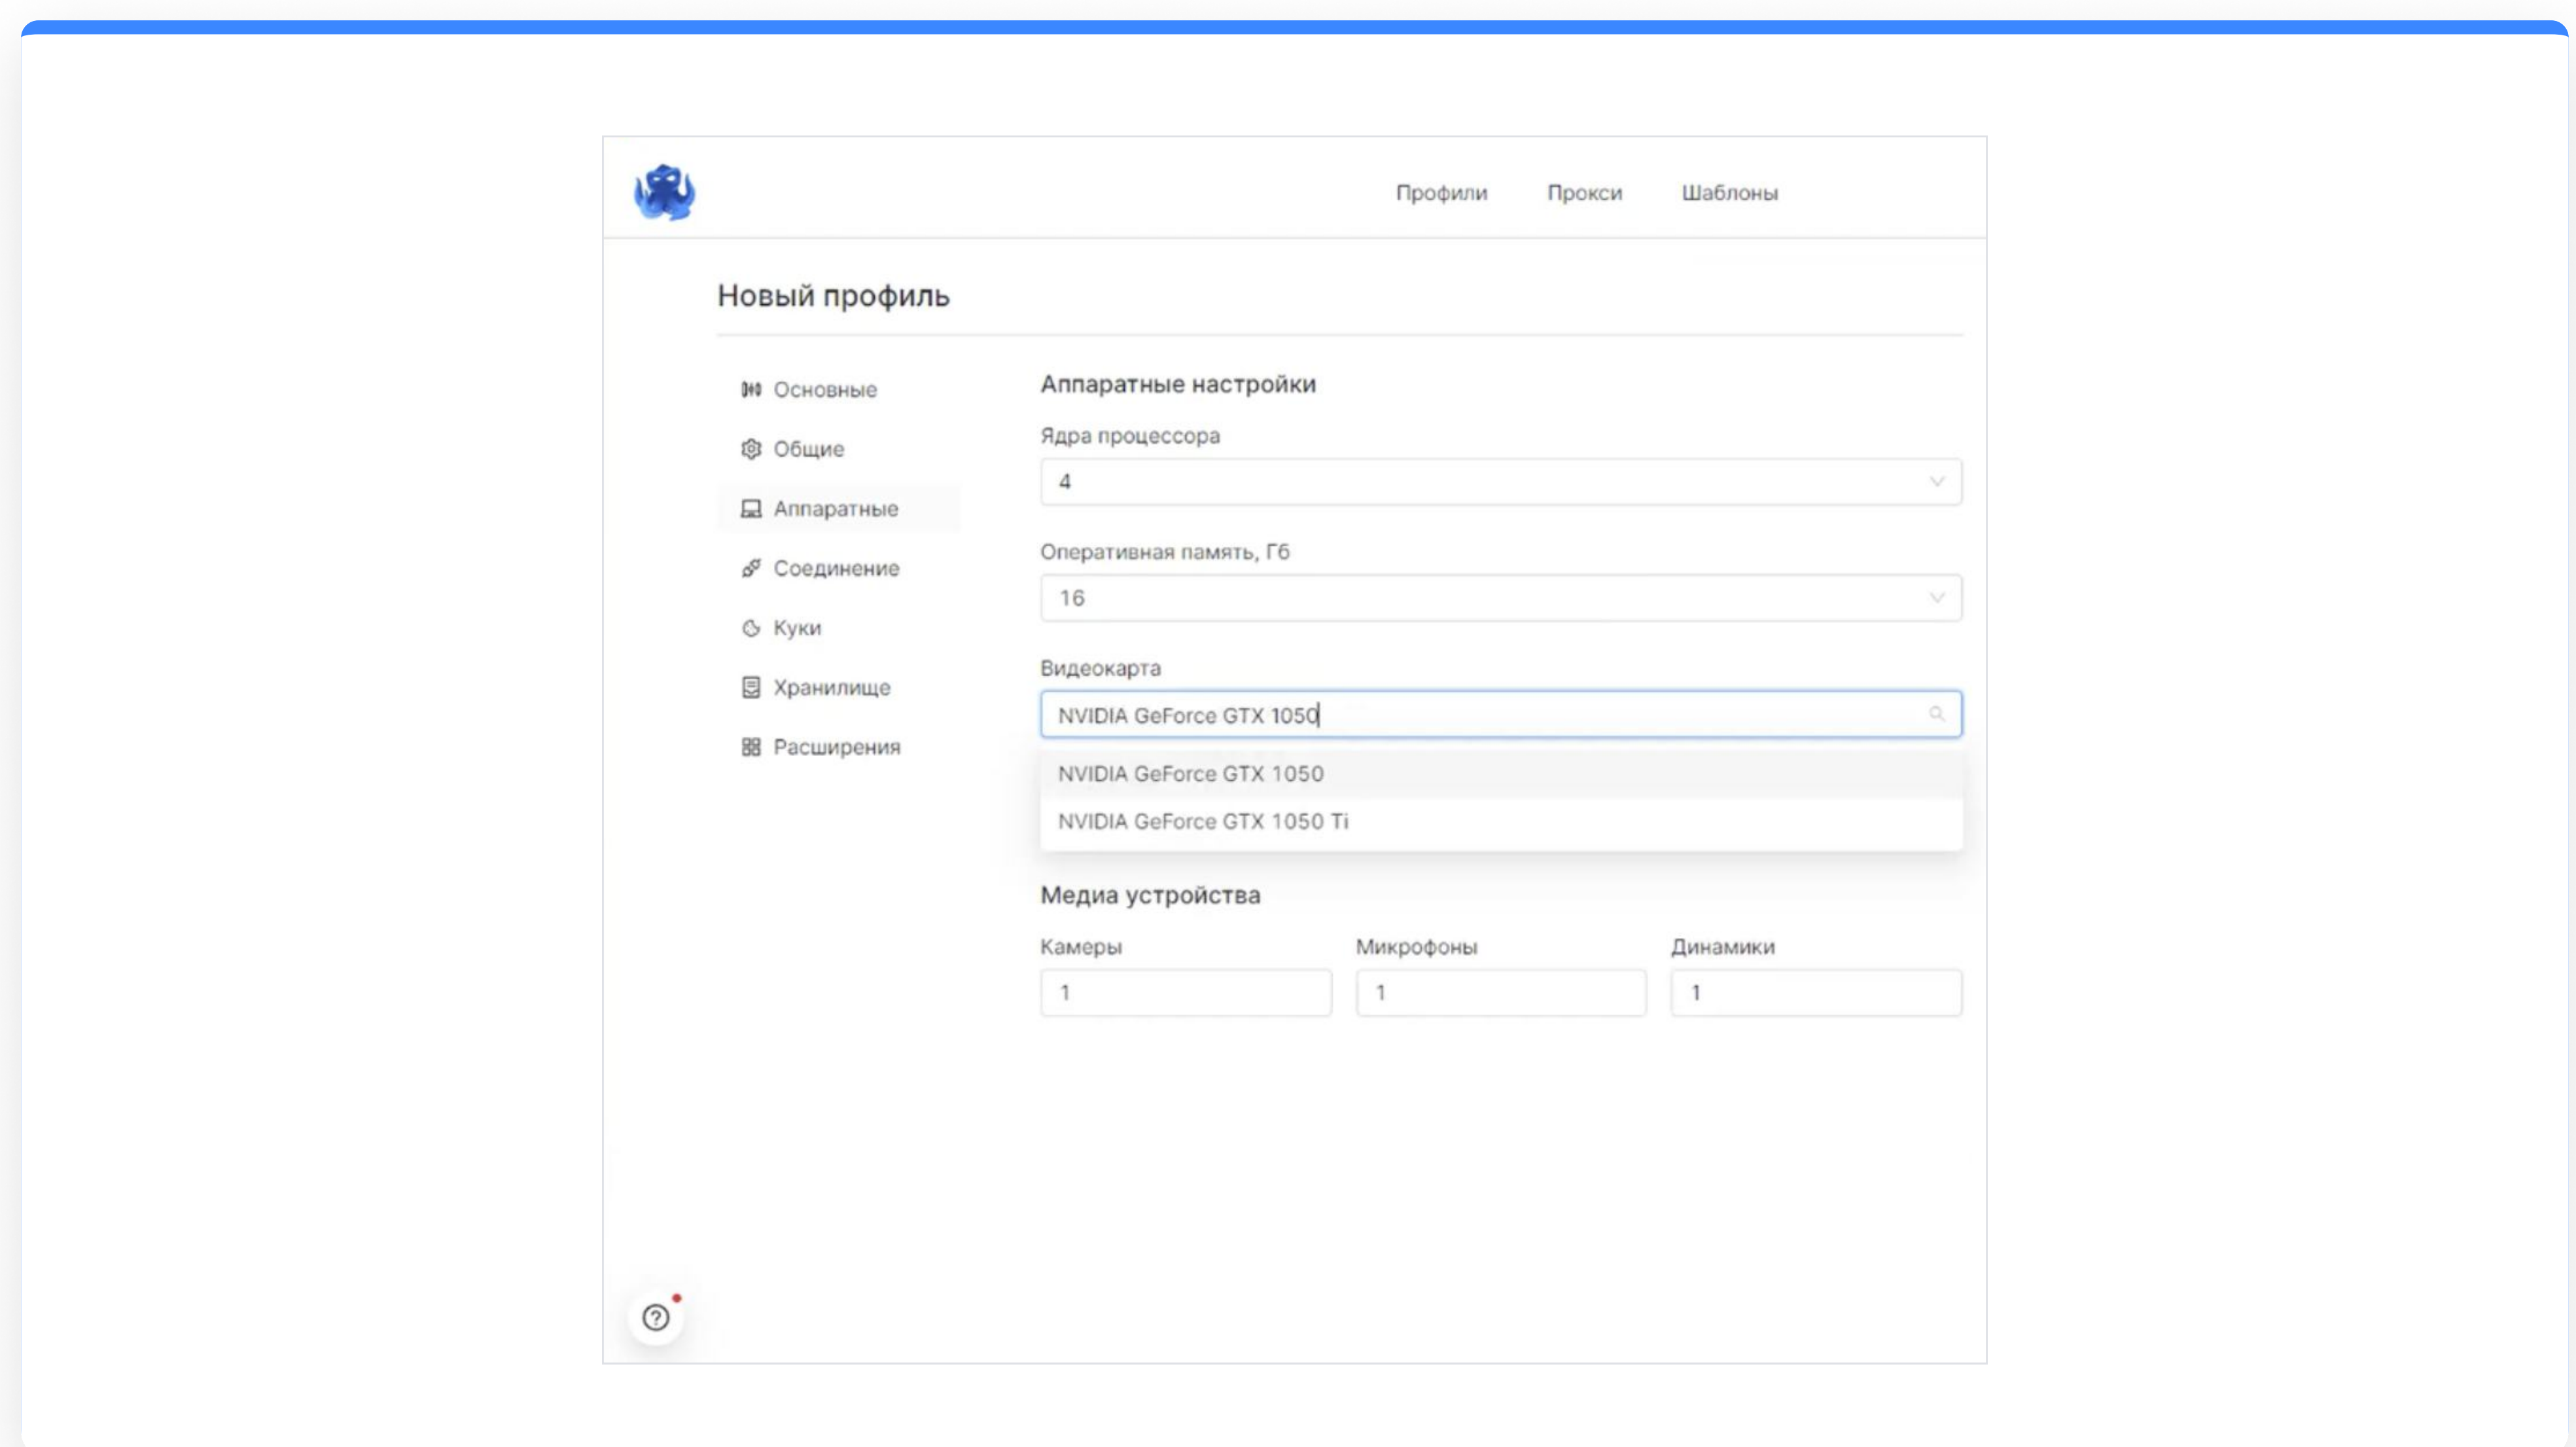 Профили Прокси Шаблоны
Новый профиль
Основные
Общие
Аппаратные
Соединение
Куки
Хранилище
Расширения
Аппаратные настройки
Ядра процессора
4
Оперативная память, Гб
16
Видеокарта
NVIDIA GeForce GTX 1050
NVIDIA GeForce GTX 1050
NVIDIA GeForce GTX 1050 Ti
Медиа устройства
Камеры Микрофоны Динамики
1 1 1